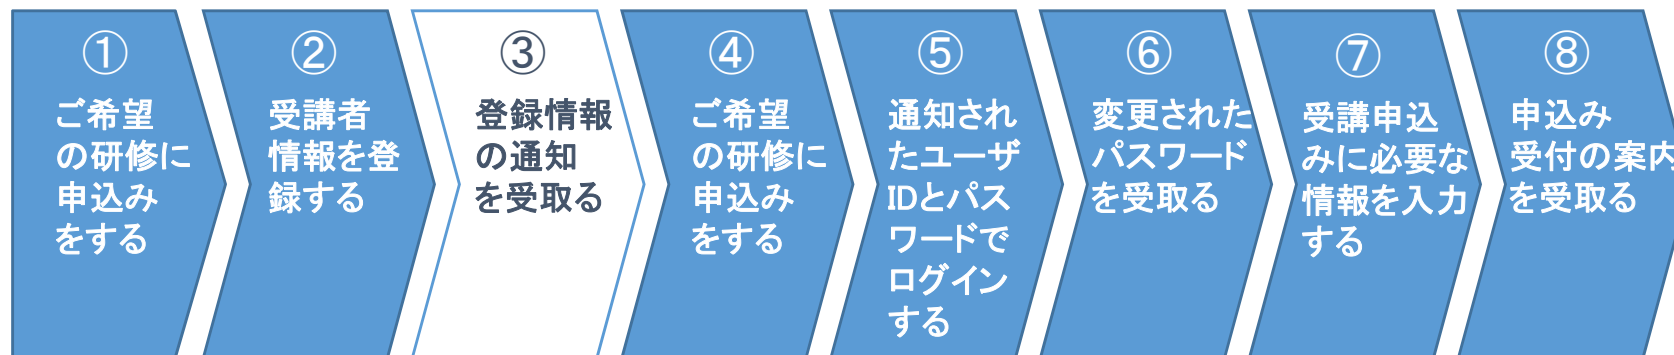 ①
ご希望
の研修に
申込み
をする
②
受講者
情報を登
録する
③
登録情報
の通知
を受取る
④
ご希望
の研修に
申込み
をする
⑤
通知され
たユーザ
IDとパス
ワードで
ログイン
する
⑥
変更された
パスワード
を受取る
⑦
受講申込
みに必要な
情報を入力
する
⑧
申込み
受付の案内
を受取る